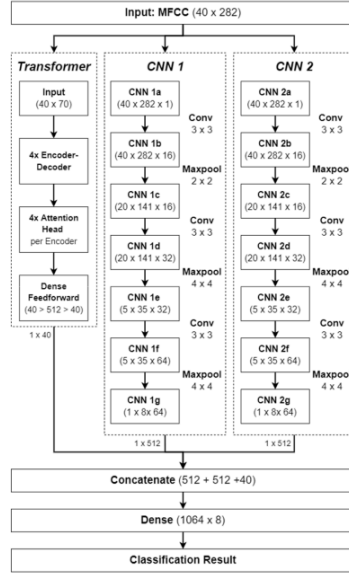 Input: MFCC (40 x 282)
Transformer
Input
(40 x 70)
4x Encoder-
Decoder
4x Attention
Head
per Encoder
Dense
Feedforward
(40 > 512 > 40)
1 x 40
CNN 1
CNN 1a
(40 x 282 x 1)
Conv
3 x 3
CNN 1b
(40 x 282 x 16)
Maxpool
2 x 2
CNN 1c
(20 x 141 x 16)
Conv
3 x 3
CNN 1d
(20 x 141 x 32)
Maxpool
4 x 4
CNN 1e
(5 x 35 x 32)
Conv
3 x 3
CNN 1f
(5 x 35 x 64)
Maxpool
4 x 4
CNN 1g
(1 x 8x 64)
1 x 512
CNN 2
CNN 2a
(40 x 282 x 1)
Conv
3 x 3
CNN 2b
(40 x 282 x 16)
Maxpool
2 x 2
CNN 2c
(20 x 141 x 16)
Conv
3 x 3
CNN 2d
(20 x 141 x 32)
Maxpool
4 x 4
CNN 2e
(5 x 35 x 32)
Conv
3 x 3
CNN 2f
(5 x 35 x 64)
Maxpool
4 x 4
CNN 2g
(1 x 8x 64)
1 x 512
Concatenate (512 + 512 +40)
Dense (1064 x 8)
Classification Result